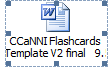 CCaNNI Flashcards
Template V2 final  9.